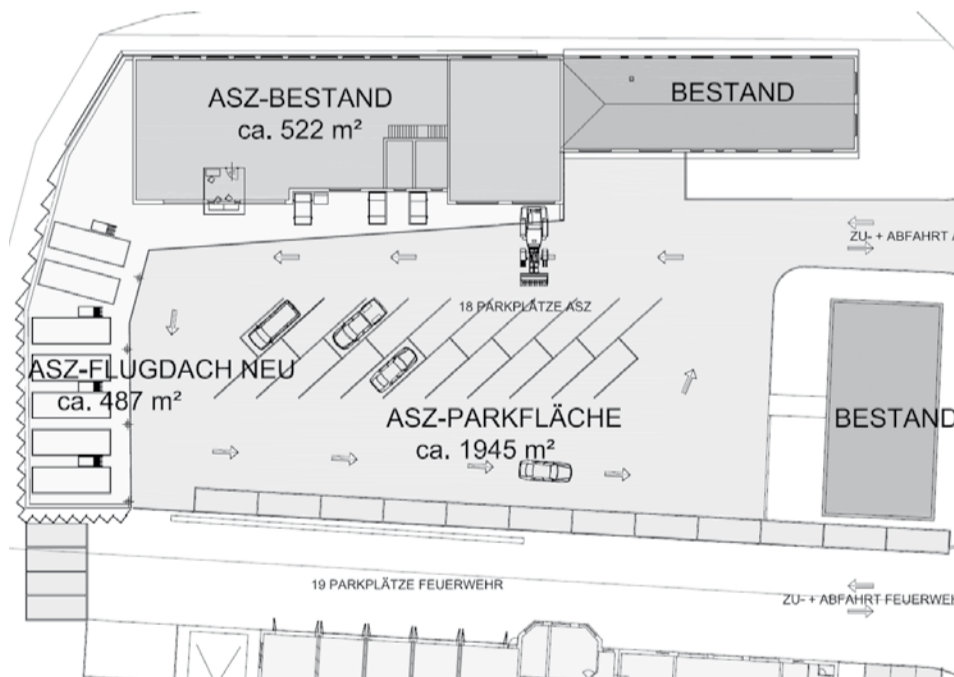 ASZ-BESTAND
ca. 522 m²
BESTAND
ZU- + ABFAHRT A
18 PARKPLÄTZE ASZ
ASZ-FLUGDACH NEU
ca. 487 m²
ASZ-PARKFLÄCHE
ca. 1945 m²
BESTAND
19 PARKPLÄTZE FEUERWEHR
ZU- + ABFAHRT FEUERWEH